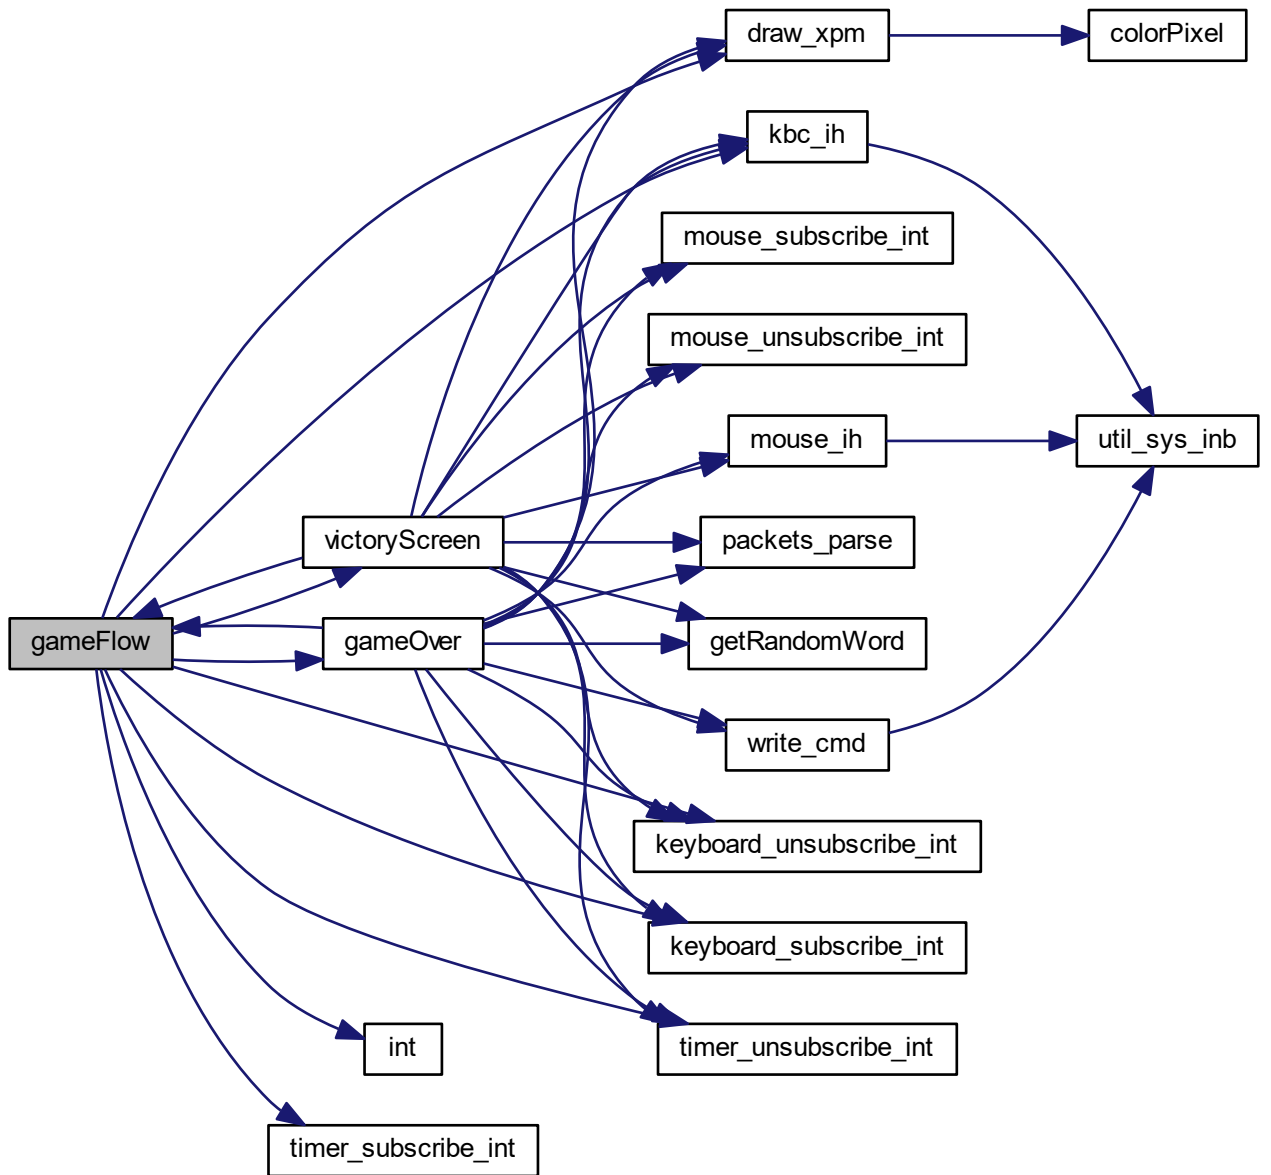 draw_xpm
colorPixel
kbc_ih
mouse_subscribe_int
mouse_unsubscribe_int
mouse_ih
util_sys_inb
victoryScreen
packets_parse
gameFlow
gameOver
getRandomWord
write_cmd
keyboard_unsubscribe_int
keyboard_subscribe_int
int
timer_unsubscribe_int
timer_subscribe_int